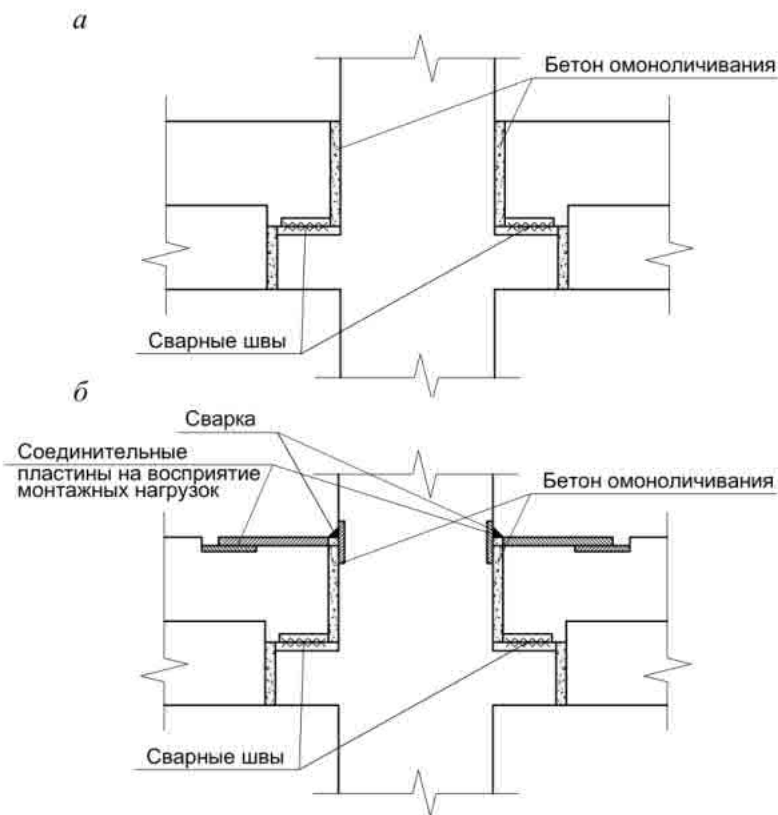 а
Бетон омоноличивания
Сварные швы
б
Сварка
Соединительные
пластины на восприятие
монтажных нагрузок
Бетон омоноличивания
Сварные швы